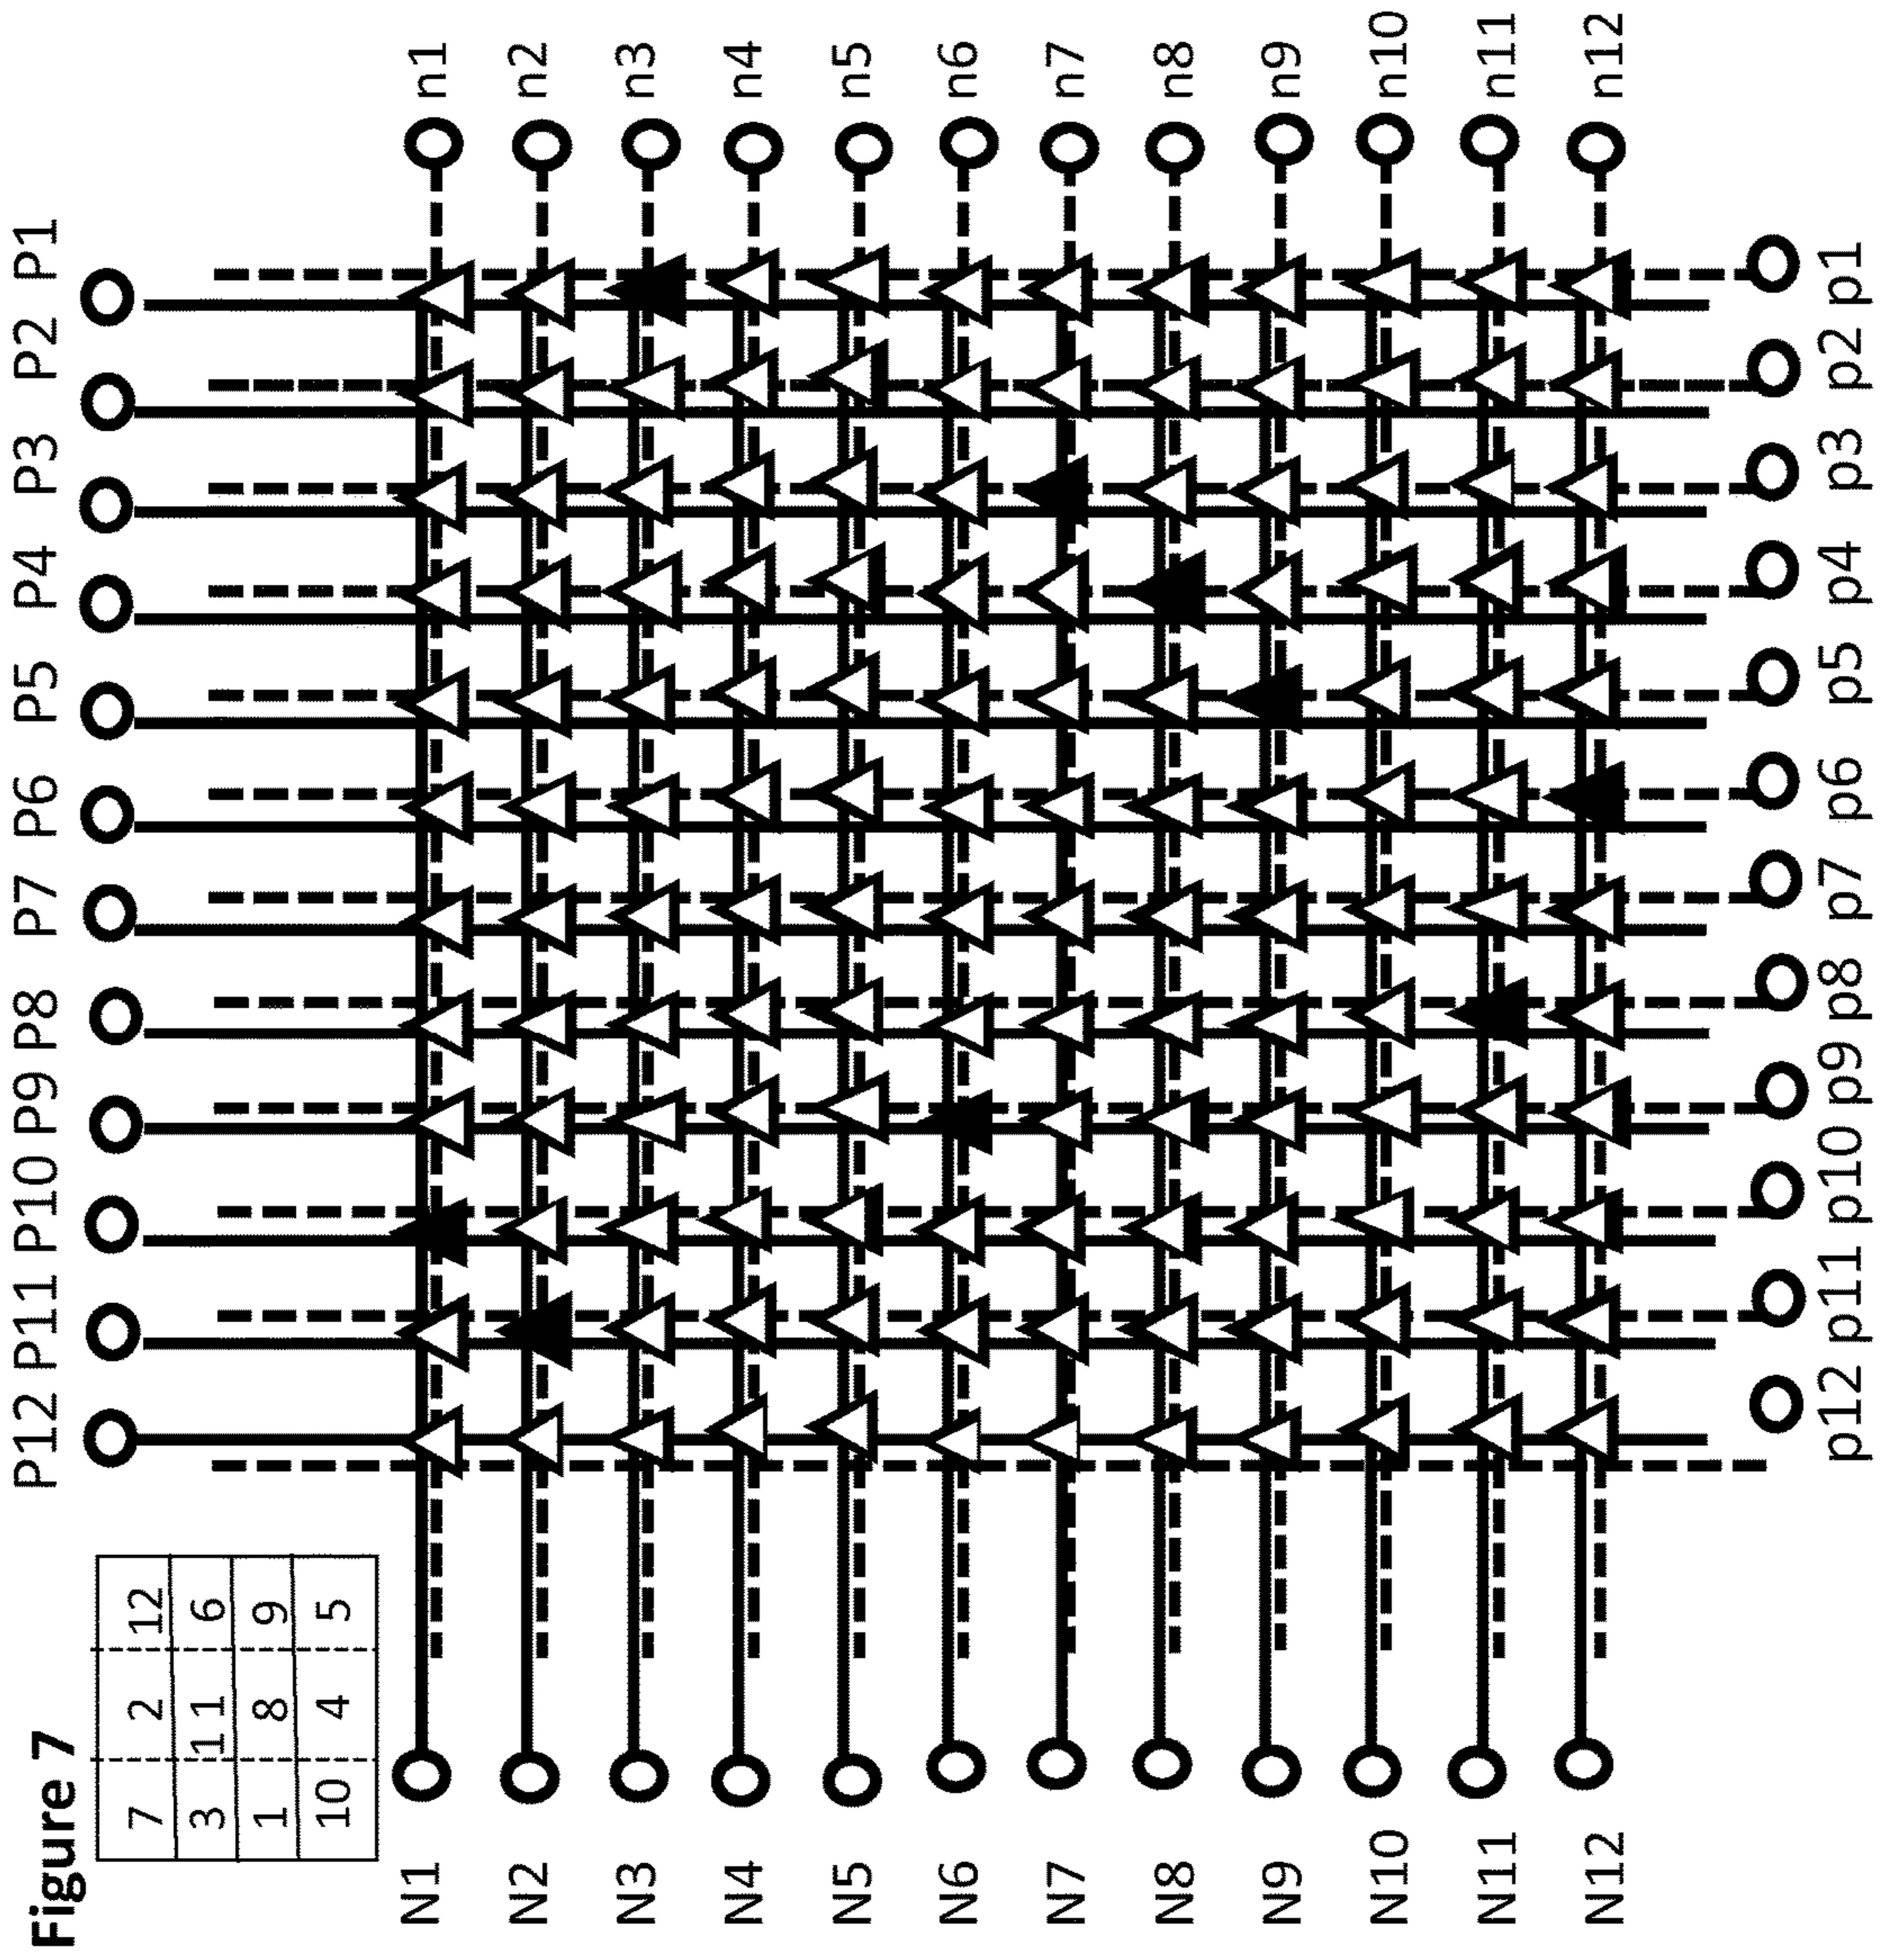 Figure 7
P12 P11 P10 P9 P8 P7 P6 P5 P4 P3 P2 P1
7 2 12
3 11 6
1 8 9
10 4 5
N1 n1
N2 n2
N3 n3
N4 n4
N5 n5
N6 n6
N7 n7
N8 n8
N9 n9
N10 n10
N11 n11
N12 n12
p12 p11 p10 p9 p8 p7 p6 p5 p4 p3 p2 p1